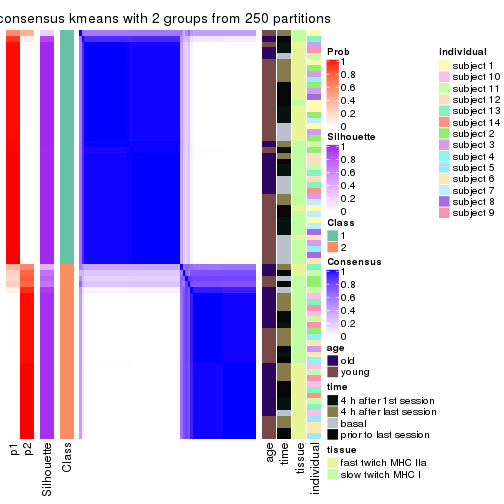 consensus kmeans with 2 groups from 250 partitions
Prob
1
0.8
0.6
0.4
0.2
0
Silhouette
1
0.8
0.6
0.4
0.2
0
Class
1
2
Consensus
1
0.8
0.6
0.4
0.2
0
age
old
young
time
4 h after 1st session
4 h after last session
basal
prior to last session
tissue
fast twitch MHC IIa
slow twitch MHC I
individual
subject 1
subject 10
subject 11
subject 12
subject 13
subject 14
subject 2
subject 3
subject 4
subject 5
subject 6
subject 7
subject 8
subject 9
p1
p2
Silhouette
Class
age
time
tissue
individual